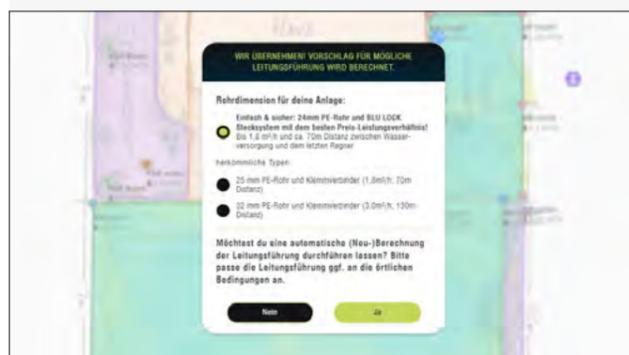 WIR ÜBERNEHMEN! VORSCHLAG FÜR MÖGLICHE
LEITUNGSFÜHRUNG WIRD BERECHNET.
Rohrdimension für deine Anlage:
Einfach & sicher: 24mm PE-Rohr und BLU LOCK
Stecksystem mit dem besten Preis-Leistungsverhältnis!
Bis 1,8 m³/h und ca. 70m Distanz zwischen Wasser-
versorgung und dem letzten Regner
herkömmliche Typen:
25 mm PE-Rohr und Klemmverbinder (1,8m³/h; 70m
Distanz)
32 mm PE-Rohr und Klemmverbinder (3,0m³/h; 130m
Distanz)
Möchtest du eine automatische (Neu-)Berechnung
der Leitungsführung durchführen lassen? Bitte
passe die Leitungsführung ggf. an die örtlichen
Bedingungen an.
Nein
Ja